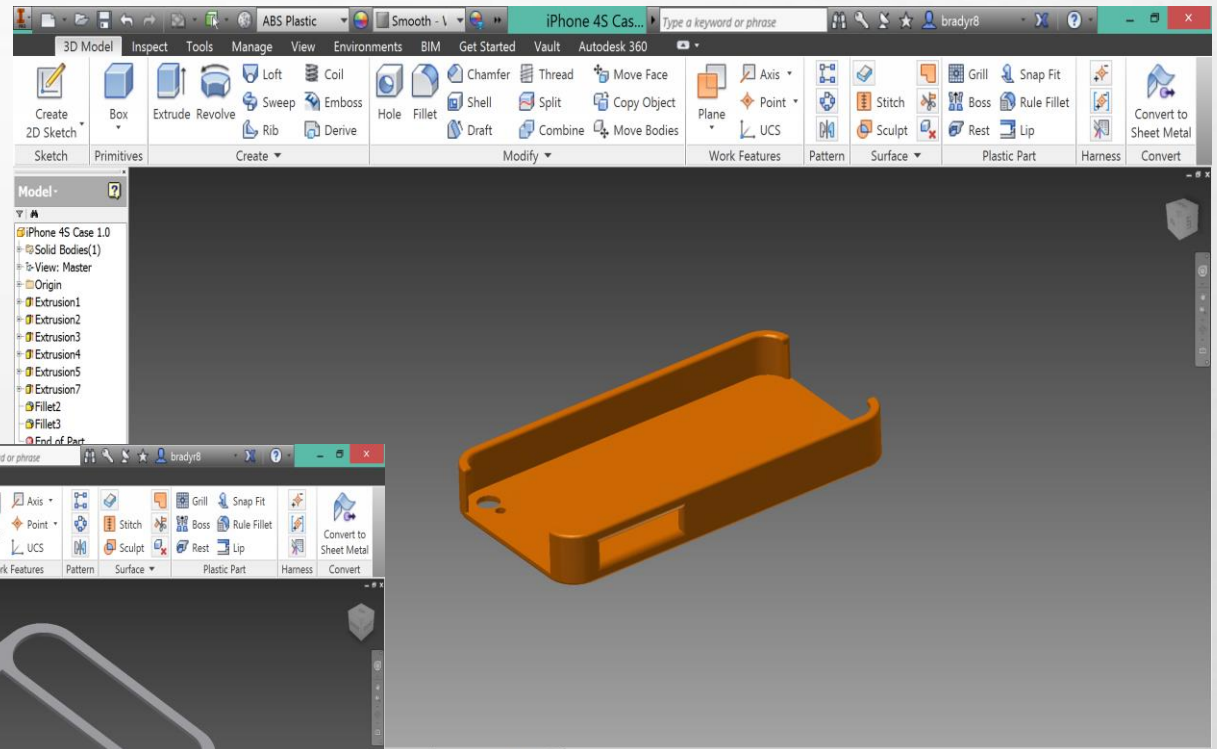 ABS Plastic Smooth - \ iPhone 4S Cas... Type a keyword or phrase bradyr8
3D Model Inspect Tools Manage View Environments BIM Get Started Vault Autodesk 360
Create
2D Sketch
Box
Extrude Revolve
Loft Coil
Sweep Emboss
Rib Derive
Hole Fillet
Chamfer Thread Move Face
Shell Split Copy Object
Draft Combine Move Bodies
Plane
Axis
Point
UCS
Stitch
Sculpt
Grill Snap Fit
Boss Rule Fillet
Rest Lip
Convert to
Sheet Metal
Sketch Primitives Create Modify Work Features Pattern Surface Plastic Part Harness Convert
Model
iPhone 4S Case 1.0
Solid Bodies(1)
View: Master
Origin
Extrusion1
Extrusion2
Extrusion3
Extrusion4
Extrusion5
Extrusion7
Fillet2
Fillet3
End of Part
rd or phrase bradyr8
Axis
Point
UCS
Stitch
Sculpt
Grill Snap Fit
Boss Rule Fillet
Rest Lip
Convert to
Sheet Metal
rk Features Pattern Surface Plastic Part Harness Convert